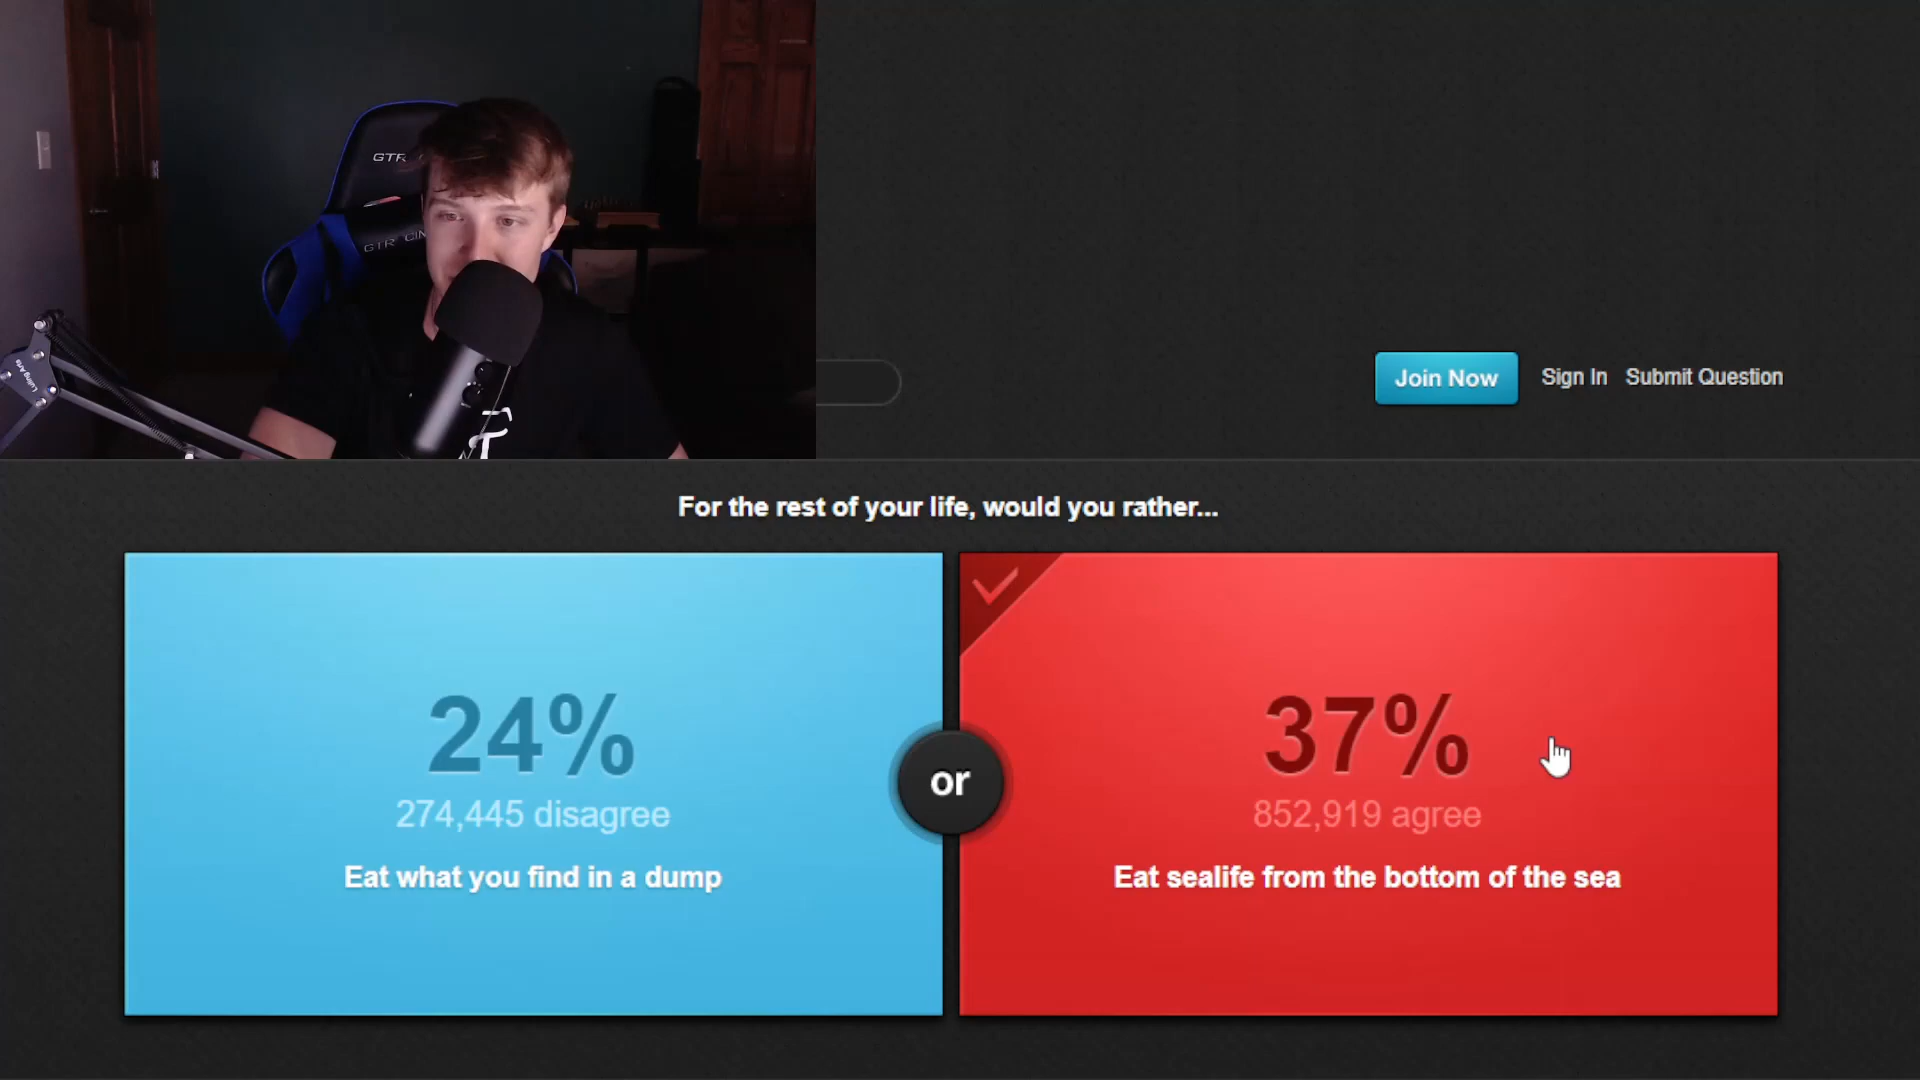 GTR
GTR
Join Now
Sign In
Submit Question
For the rest of your life, would you rather...
24%
274,445 disagree
Eat what you find in a dump
or
37%
852,919 agree
Eat sealife from the bottom of the sea